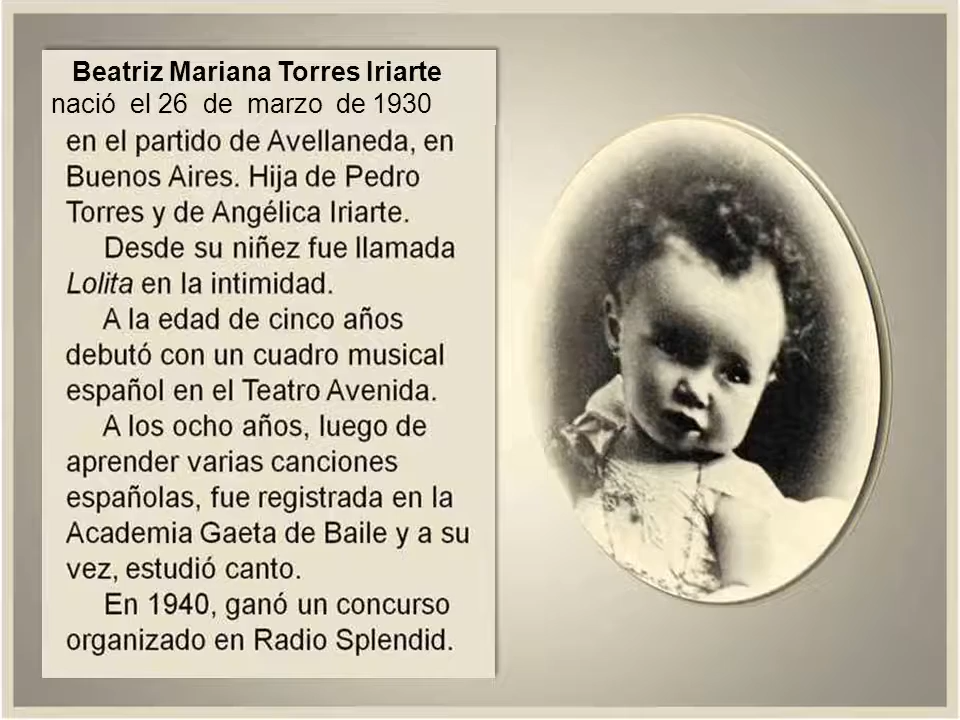 Beatriz Mariana Torres Iriarte
nació el 26 de marzo de 1930
en el partido de Avellaneda, en
Buenos Aires. Hija de Pedro
Torres y de Angélica Iriarte.
Desde su niñez fue llamada
Lolita en la intimidad.
A la edad de cinco años
debutó con un cuadro musical
español en el Teatro Avenida.
A los ocho años, luego de
aprender varias canciones
españolas, fue registrada en la
Academia Gaeta de Baile y a su
vez, estudió canto.
En 1940, ganó un concurso
organizado en Radio Splendid.